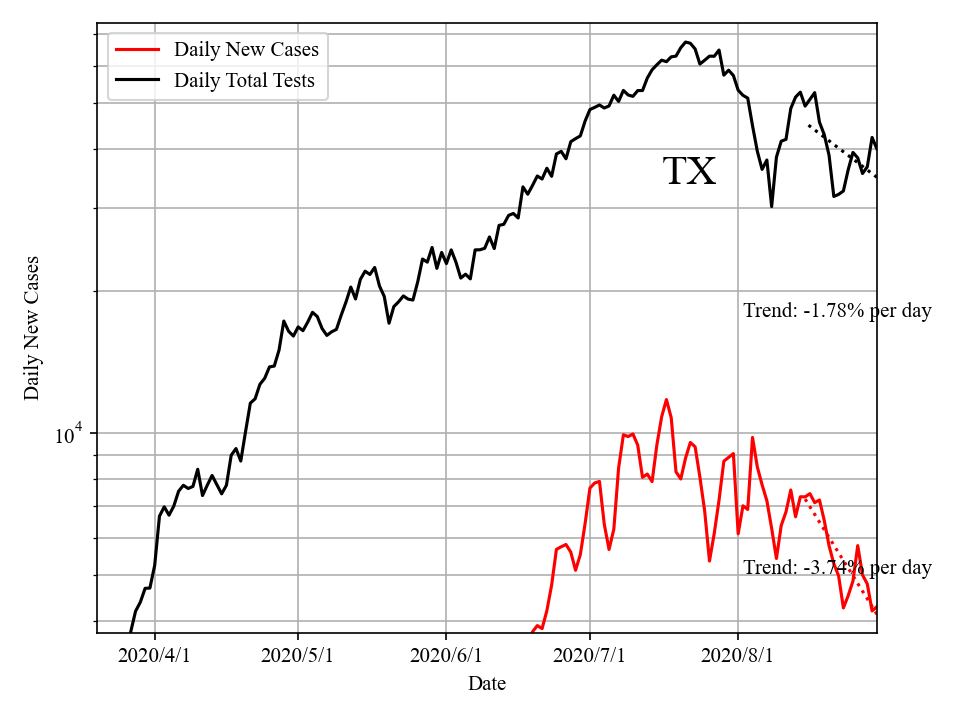 Daily New Cases
Daily Total Tests
TX
Trend: -1.78% per day
Trend: -3.74% per day
Daily New Cases
10^4
2020/4/1 2020/5/1 2020/6/1 2020/7/1 2020/8/1
Date